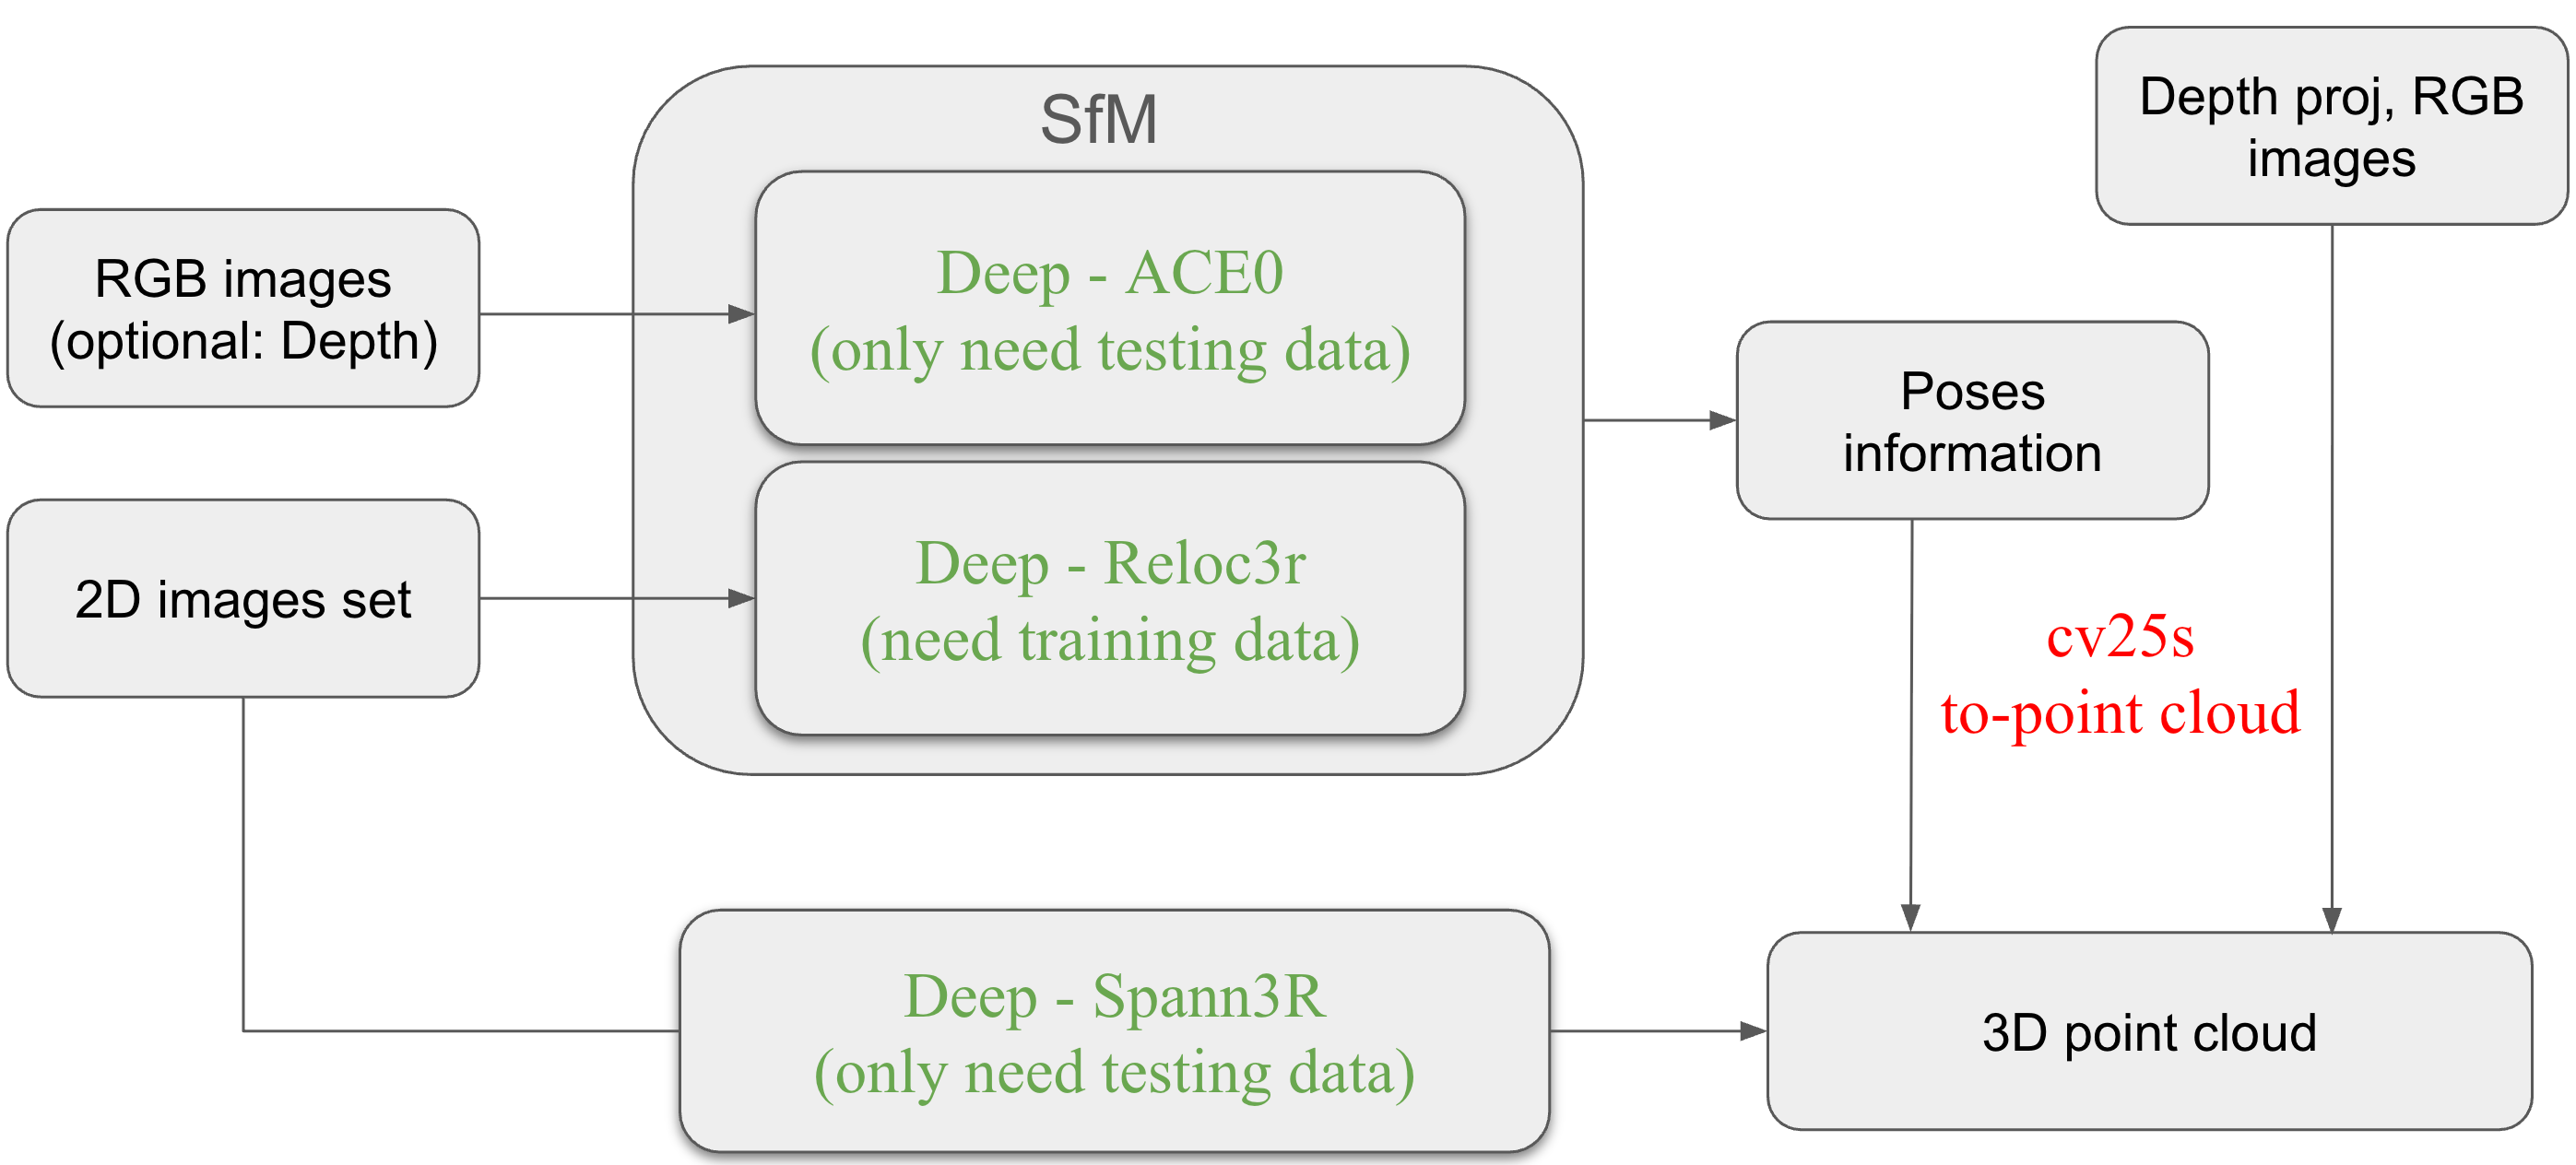 SfM
Depth proj, RGB
images
RGB images
(optional: Depth)
Deep - ACE0
(only need testing data)
Poses
information
2D images set
Deep - Reloc3r
(need training data)
cv25s
to-point cloud
Deep - Spann3R
(only need testing data)
3D point cloud